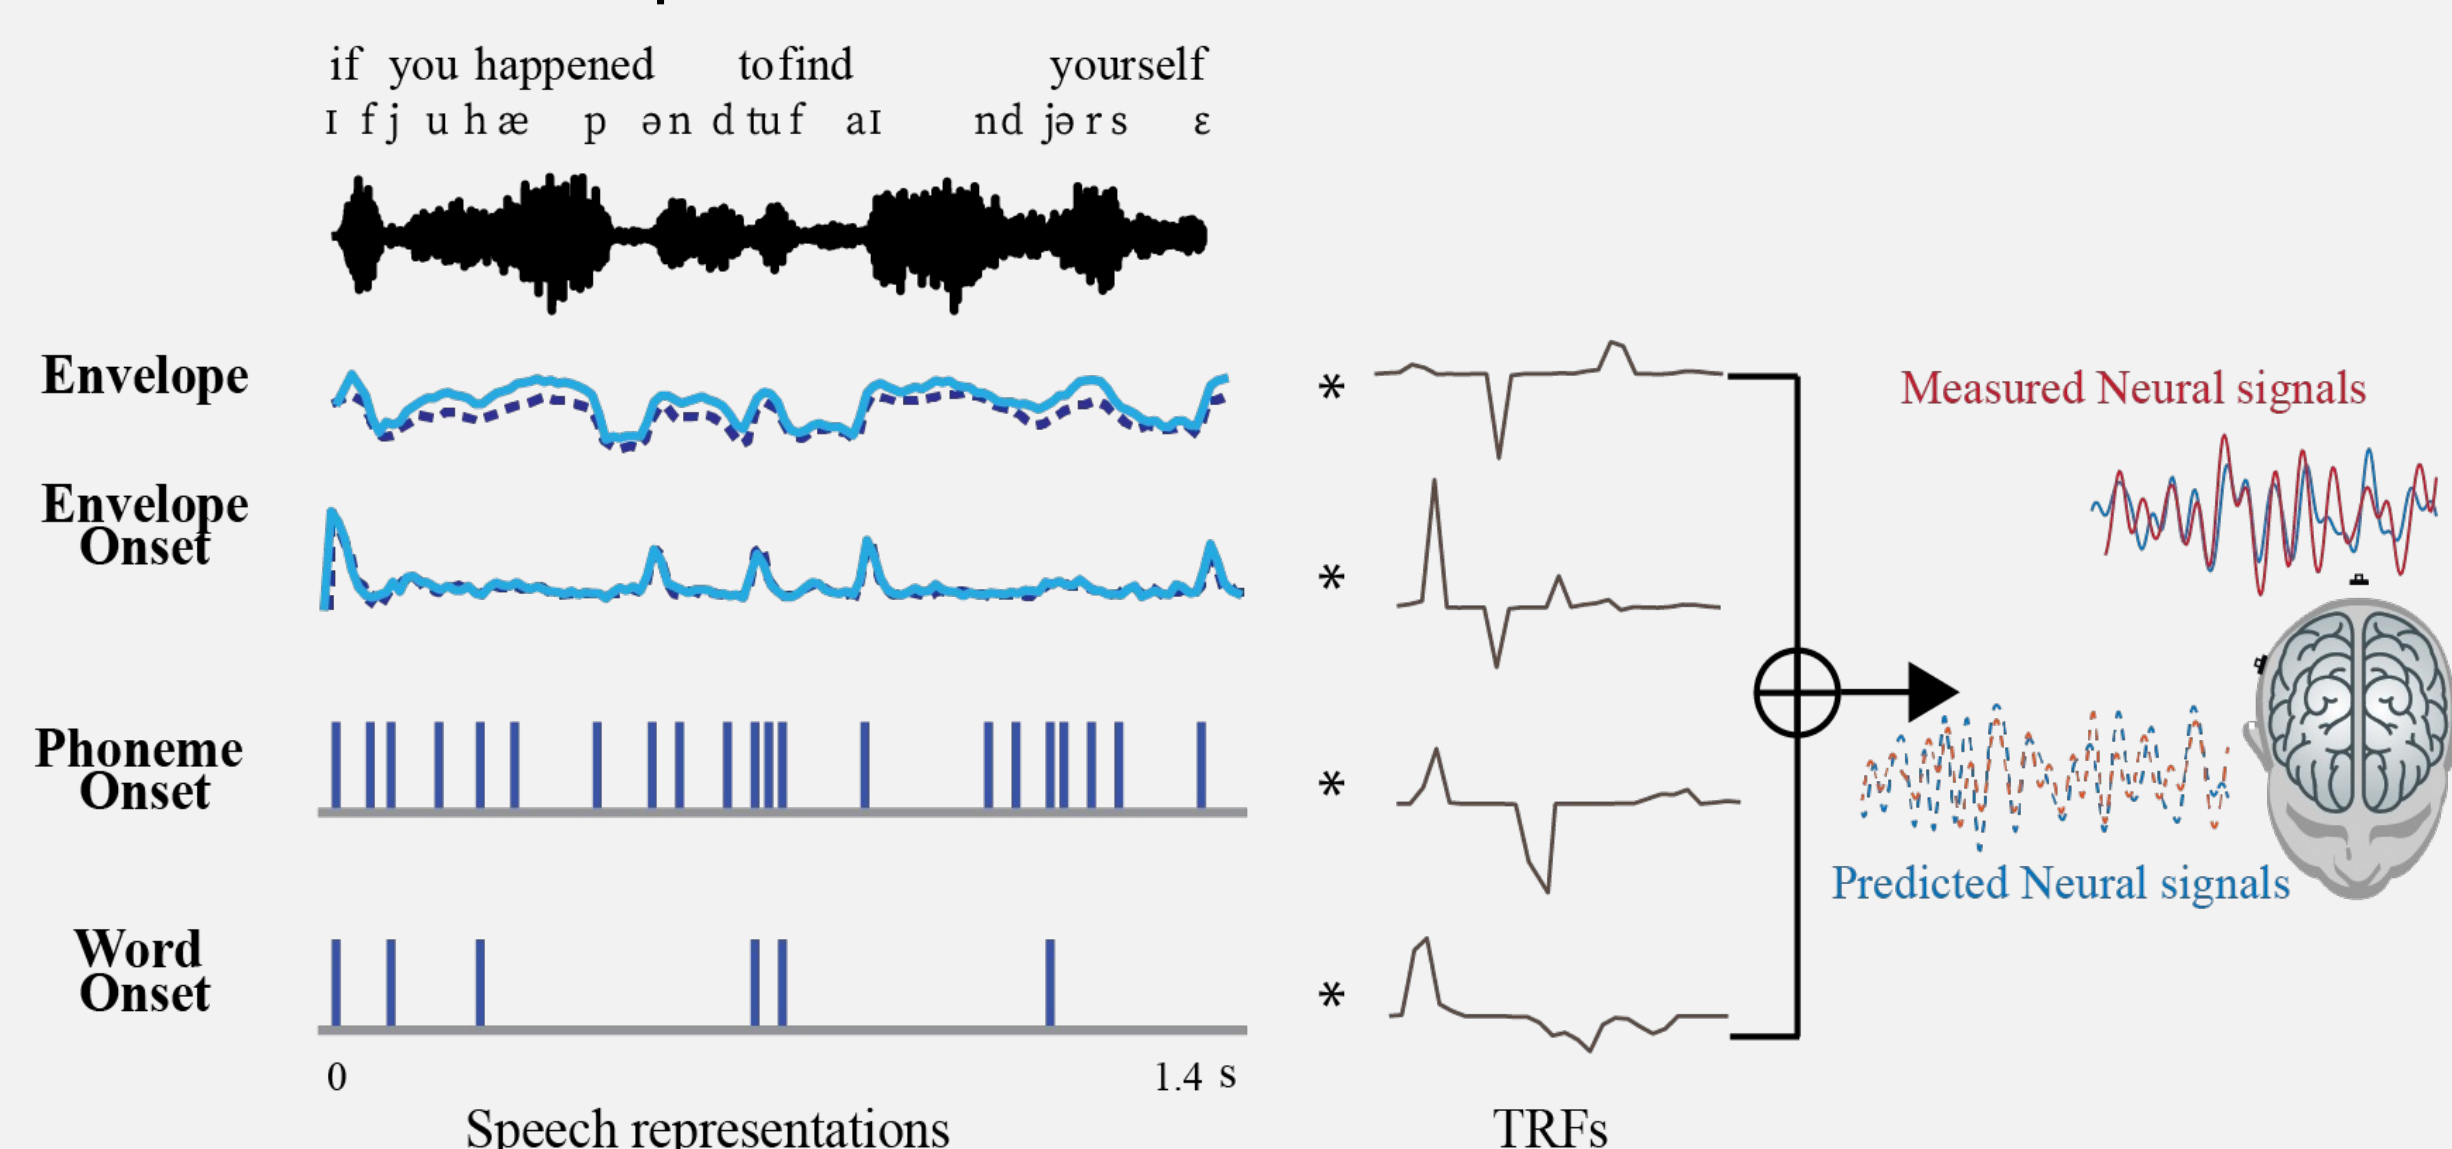 if you happened to find yourself
ɪ f j u h æ p ə n d t u f aɪ n d j ə r s ɛ
Envelope
*
Measured Neural signals
Envelope
Onset
*
Phoneme
Onset
*
Predicted Neural signals
Word
Onset
*
0 1.4 s
Speech representations
TRFs